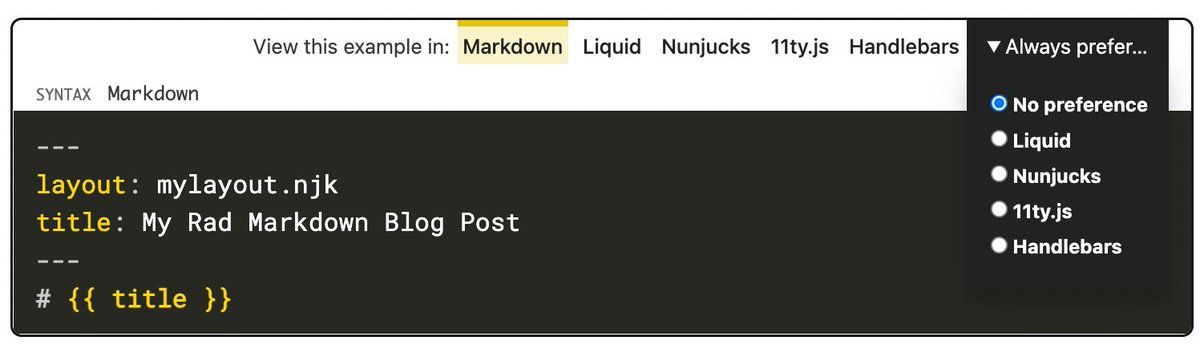 View this example in: Markdown Liquid Nunjucks 11ty.js Handlebars ▼ Always prefer...
SYNTAX Markdown
---
layout: mylayout.njk
title: My Rad Markdown Blog Post
---
# {{ title }}
No preference
Liquid
Nunjucks
11ty.js
Handlebars